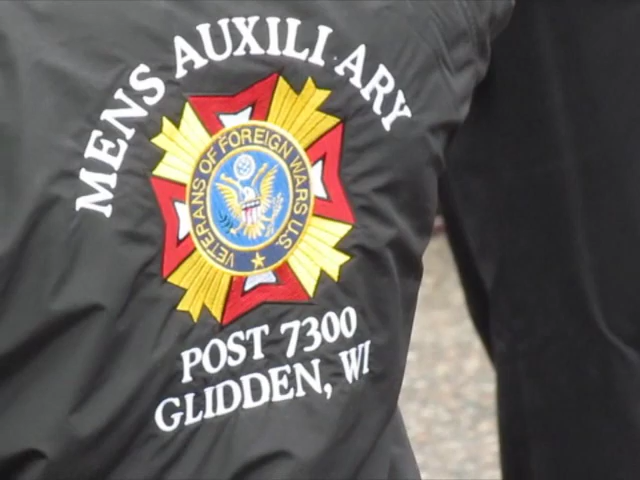 MENS AUXILIARY
VETERANS OF FOREIGN WARS U.S.
POST 7300
GLIDDEN, WI